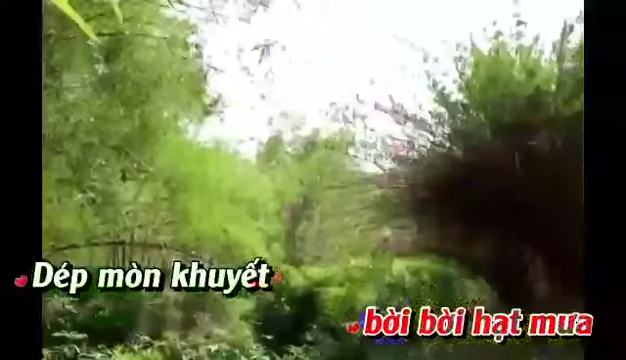 Dép mòn khuyết
bời bời hạt mưa